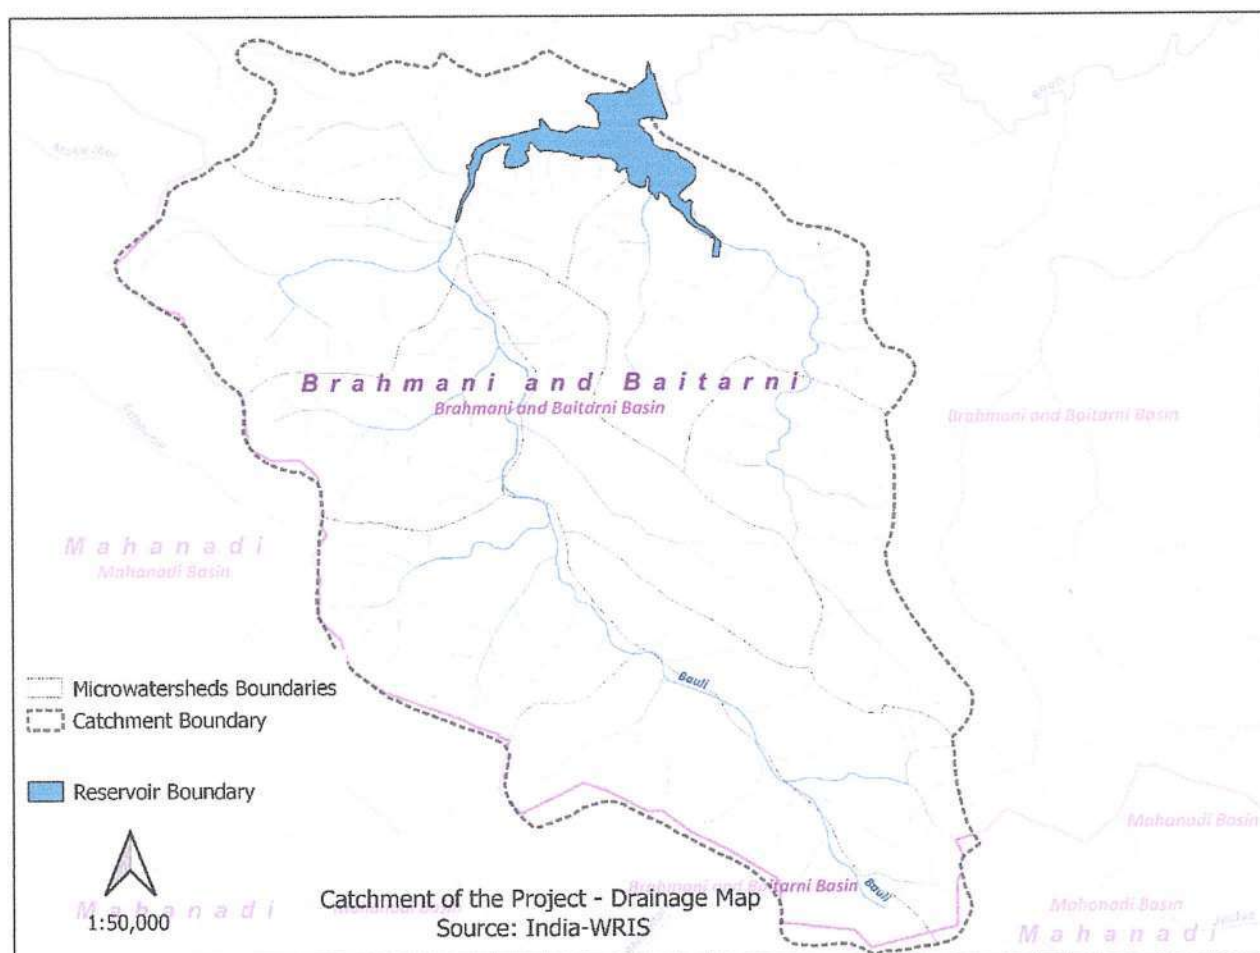 Brahmani and Baitarni
Brahmani and Baitarni Basin
Brahmani and Baitarni Basin
Mahanadi
Mahanadi Basin
Bauli
Microwatersheds Boundaries
Catchment Boundary
Reservoir Boundary
Mahanadi Basin
Brahmani and Baitarni Basin
Bauli
Mahanadi Basin
Mahanadi
Mahanadi
Mahanadi Basin
1:50,000
Catchment of the Project - Drainage Map
Source: India-WRIS